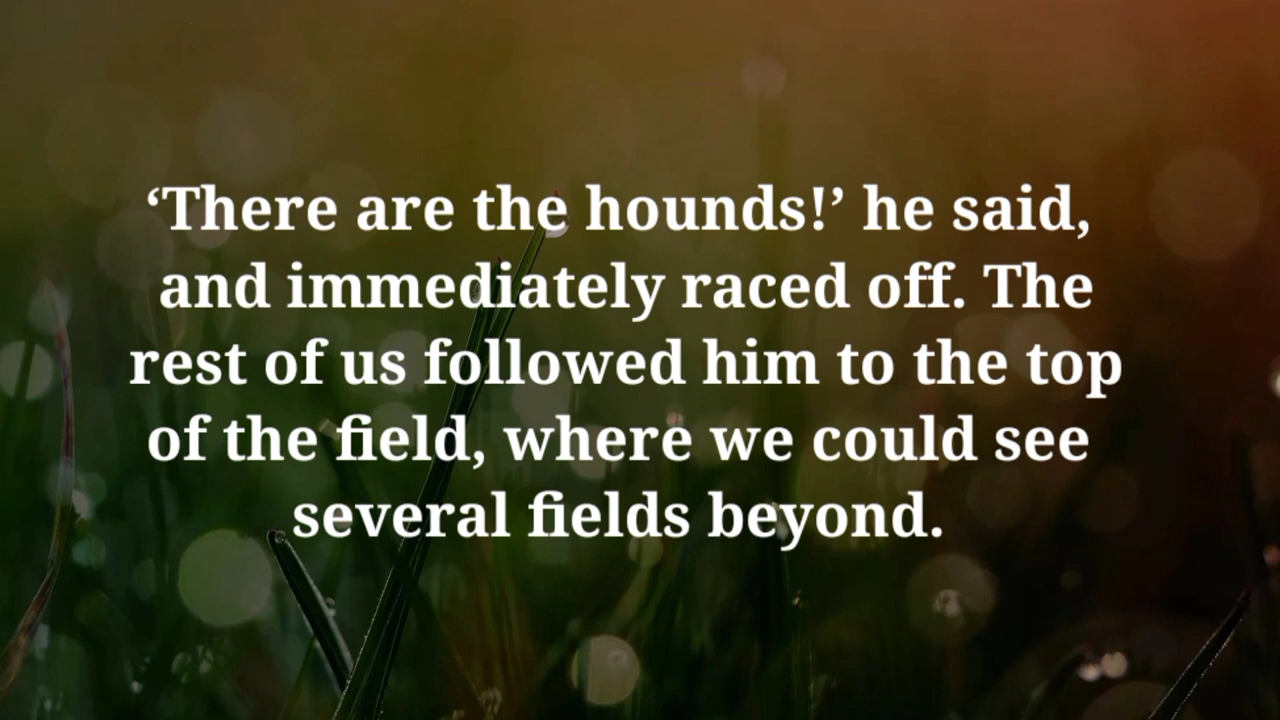 ‘There are the hounds!’ he said,
and immediately raced off. The
rest of us followed him to the top
of the field, where we could see
several fields beyond.